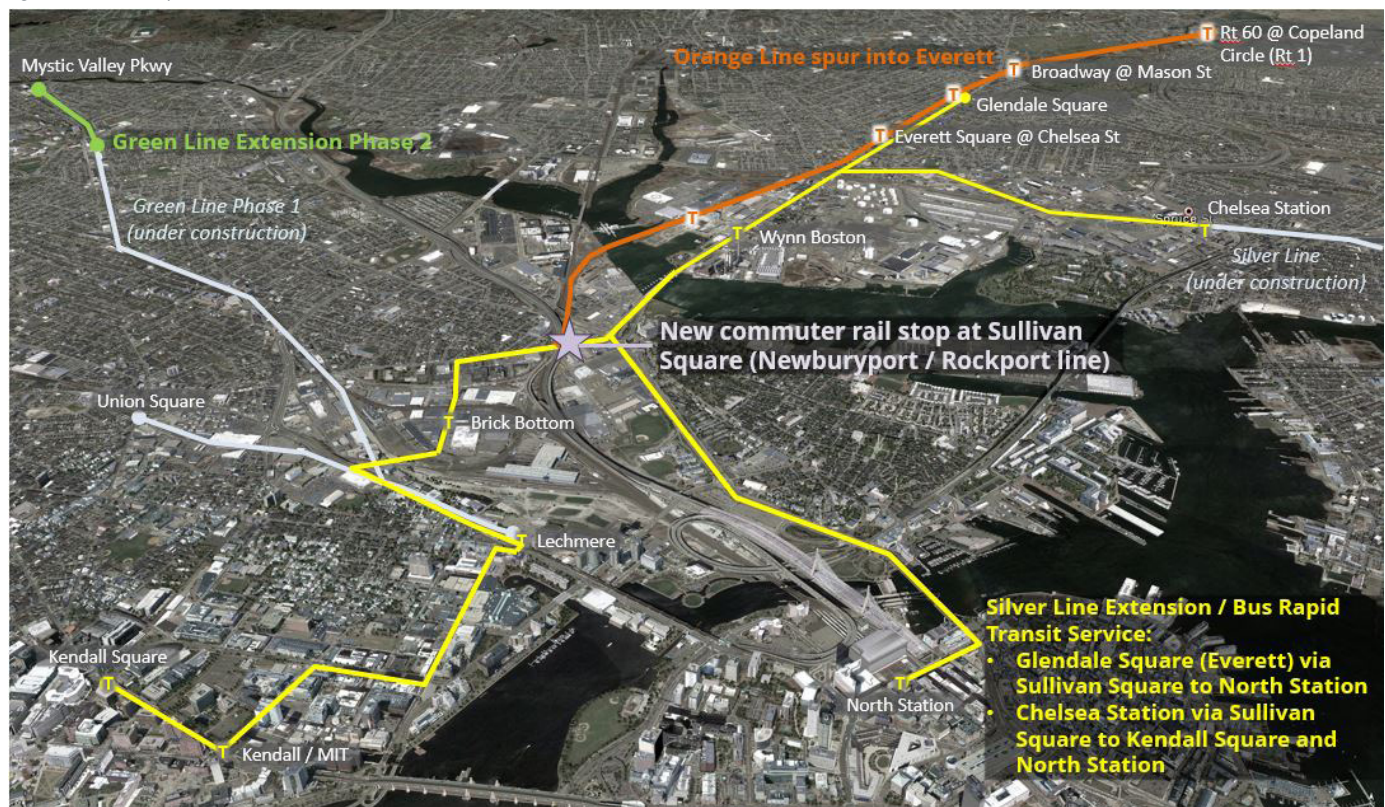 Mystic Valley Pkwy
Green Line Extension Phase 2
Green Line Phase 1
(under construction)
Orange Line spur into Everett
T
Rt 60 @ Copeland
Circle (Rt 1)
T
Broadway @ Mason St
T
Glendale Square
T
Everett Square @ Chelsea St
T
T
Wynn Boston
Chelsea Station
Spruce St
T
Silver Line
(under construction)
New commuter rail stop at Sullivan
Square (Newburyport / Rockport line)
Union Square
T
Brick Bottom
T
Lechmere
Kendall Square
T
T
Kendall / MIT
T
North Station
Silver Line Extension / Bus Rapid
Transit Service:
• Glendale Square (Everett) via
Sullivan Square to North Station
• Chelsea Station via Sullivan
Square to Kendall Square and
North Station